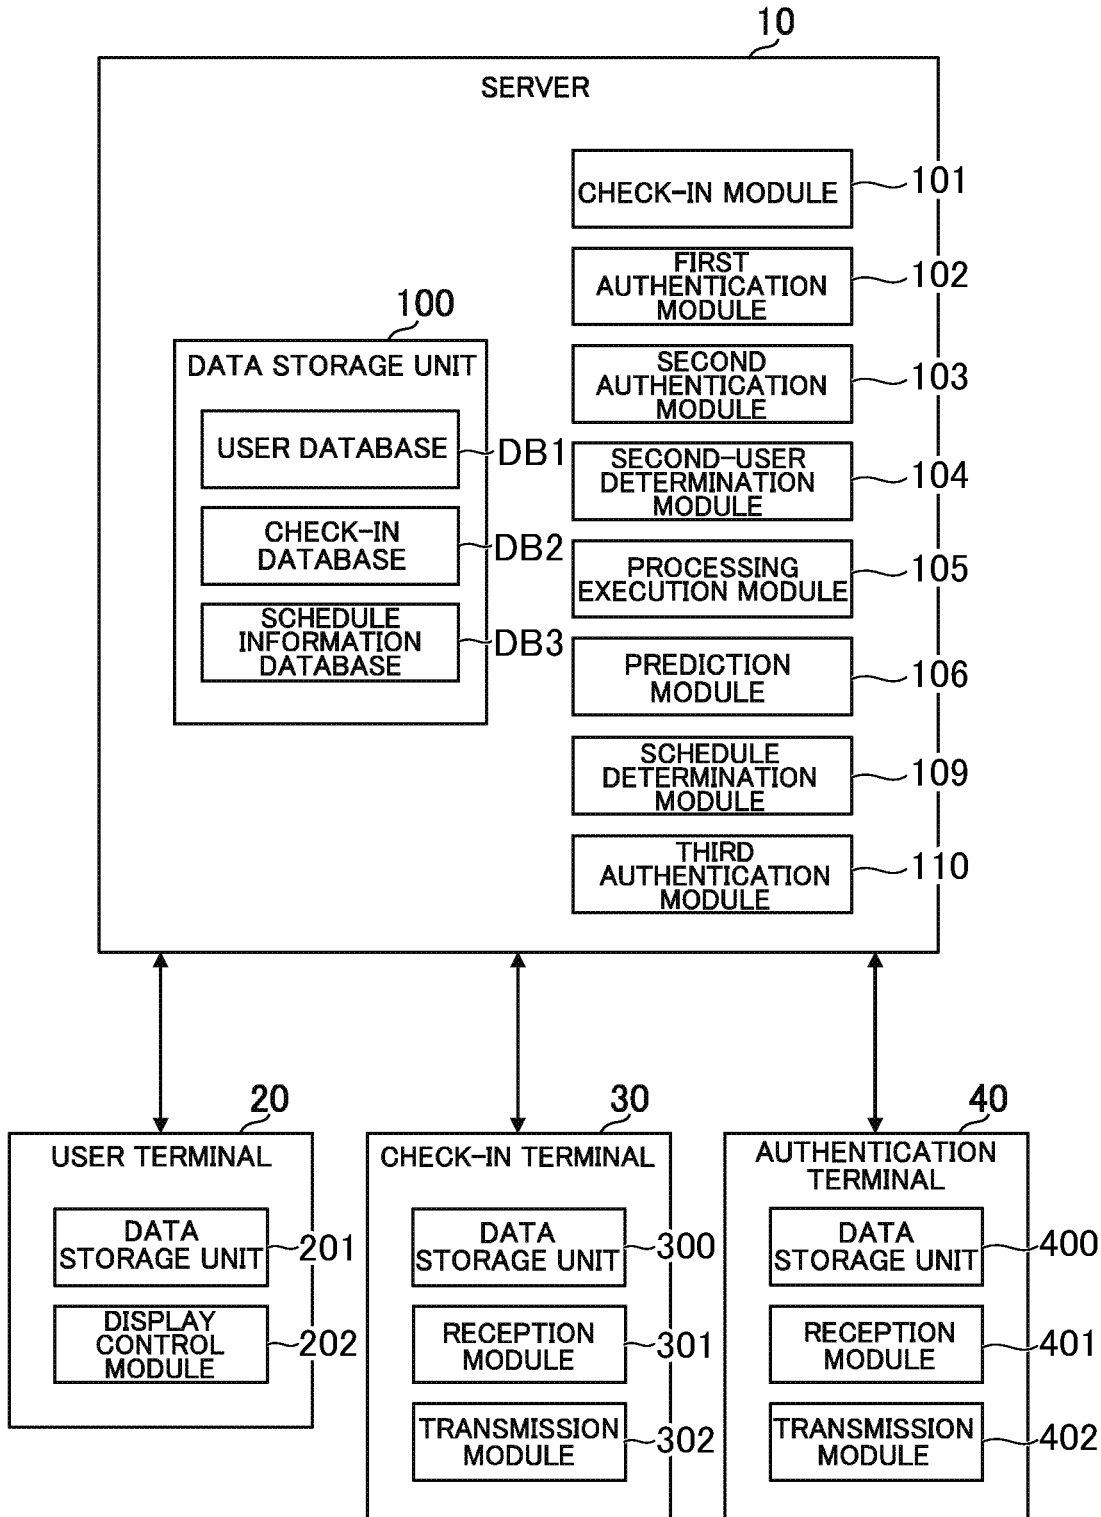 10
SERVER
CHECK-IN MODULE
101
FIRST
AUTHENTICATION
MODULE
102
100
DATA STORAGE UNIT
SECOND
AUTHENTICATION
MODULE
103
USER DATABASE
DB1
SECOND-USER
DETERMINATION
MODULE
104
CHECK-IN
DATABASE
DB2
PROCESSING
EXECUTION MODULE
105
SCHEDULE
INFORMATION
DATABASE
DB3
PREDICTION
MODULE
106
SCHEDULE
DETERMINATION
MODULE
109
THIRD
AUTHENTICATION
MODULE
110
20
USER TERMINAL
DATA
STORAGE UNIT
201
DISPLAY
CONTROL
MODULE
202
30
CHECK-IN TERMINAL
DATA
STORAGE UNIT
300
RECEPTION
MODULE
301
TRANSMISSION
MODULE
302
40
AUTHENTICATION
TERMINAL
DATA
STORAGE UNIT
400
RECEPTION
MODULE
401
TRANSMISSION
MODULE
402